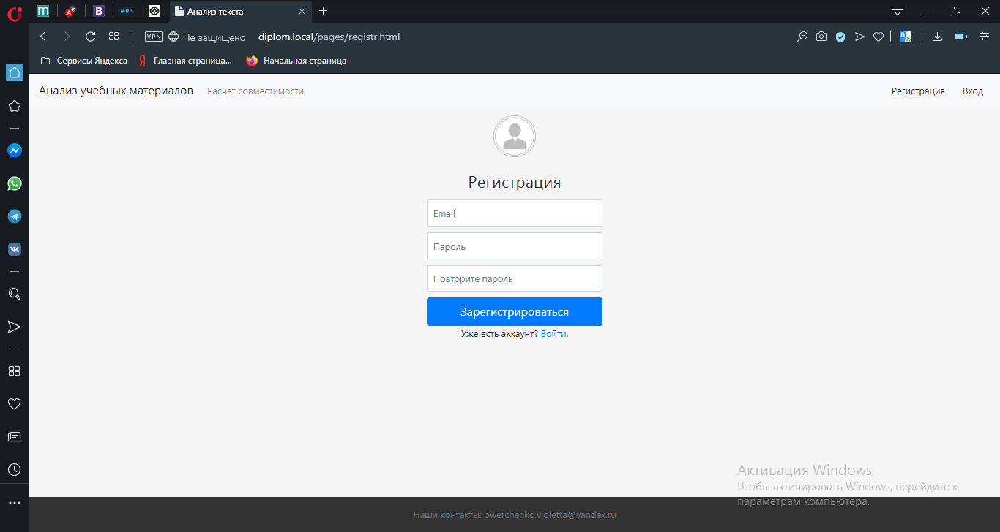 m
A
B
MDB
Анализ текста
VPN
Не защищено
diplom.local/pages/registr.html
Сервисы Яндекса
Я
Главная страница...
Начальная страница
Анализ учебных материалов
Расчёт совместимости
Регистрация
Вход
Регистрация
Email
Пароль
Повторите пароль
Зарегистрироваться
Уже есть аккаунт? Войти.
Активация Windows
Чтобы активировать Windows, перейдите к
параметрам компьютера.
Наши контакты: owerchenko.violetta@yandex.ru